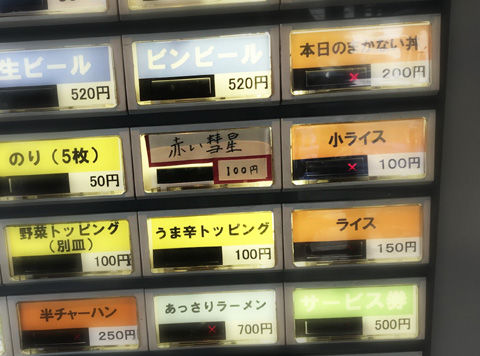 生ビール
520円
ビンビール
520円
本日のきかない丼
200円
のり（5枚）
50円
赤い彗星
100円
小ライス
100円
野菜トッピング
（別皿）
100円
うま辛トッピング
100円
ライス
150円
半チャーハン
250円
あっさりラーメン
700円
サービス券
500円